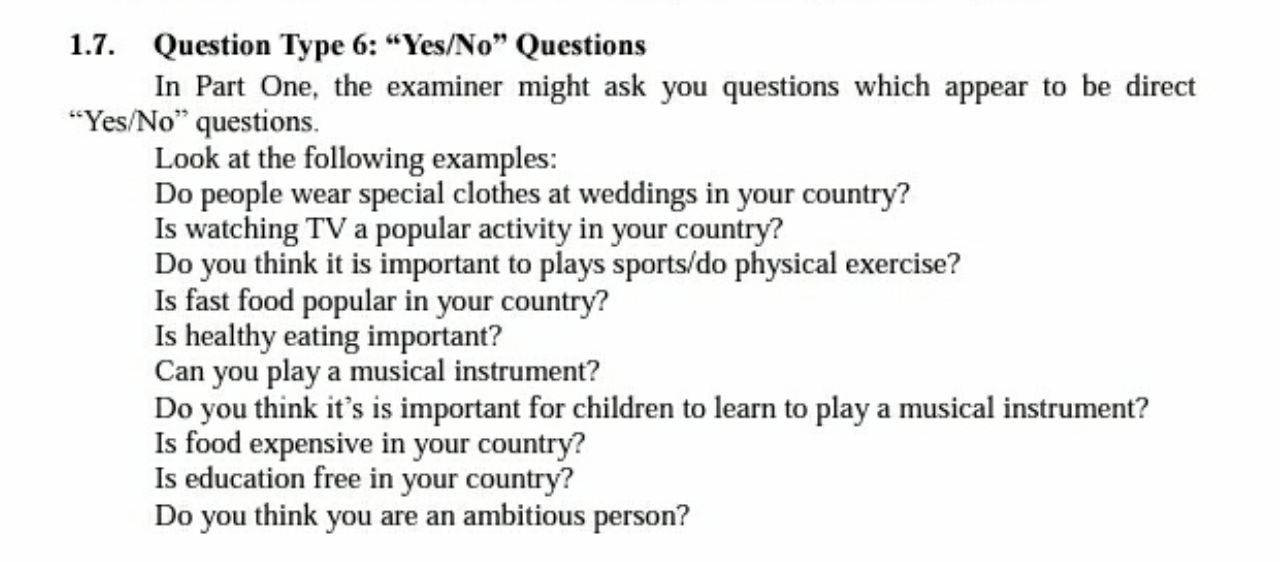 1.7. Question Type 6: “Yes/No” Questions
In Part One, the examiner might ask you questions which appear to be direct
“Yes/No” questions.
Look at the following examples:
Do people wear special clothes at weddings in your country?
Is watching TV a popular activity in your country?
Do you think it is important to plays sports/do physical exercise?
Is fast food popular in your country?
Is healthy eating important?
Can you play a musical instrument?
Do you think it’s is important for children to learn to play a musical instrument?
Is food expensive in your country?
Is education free in your country?
Do you think you are an ambitious person?